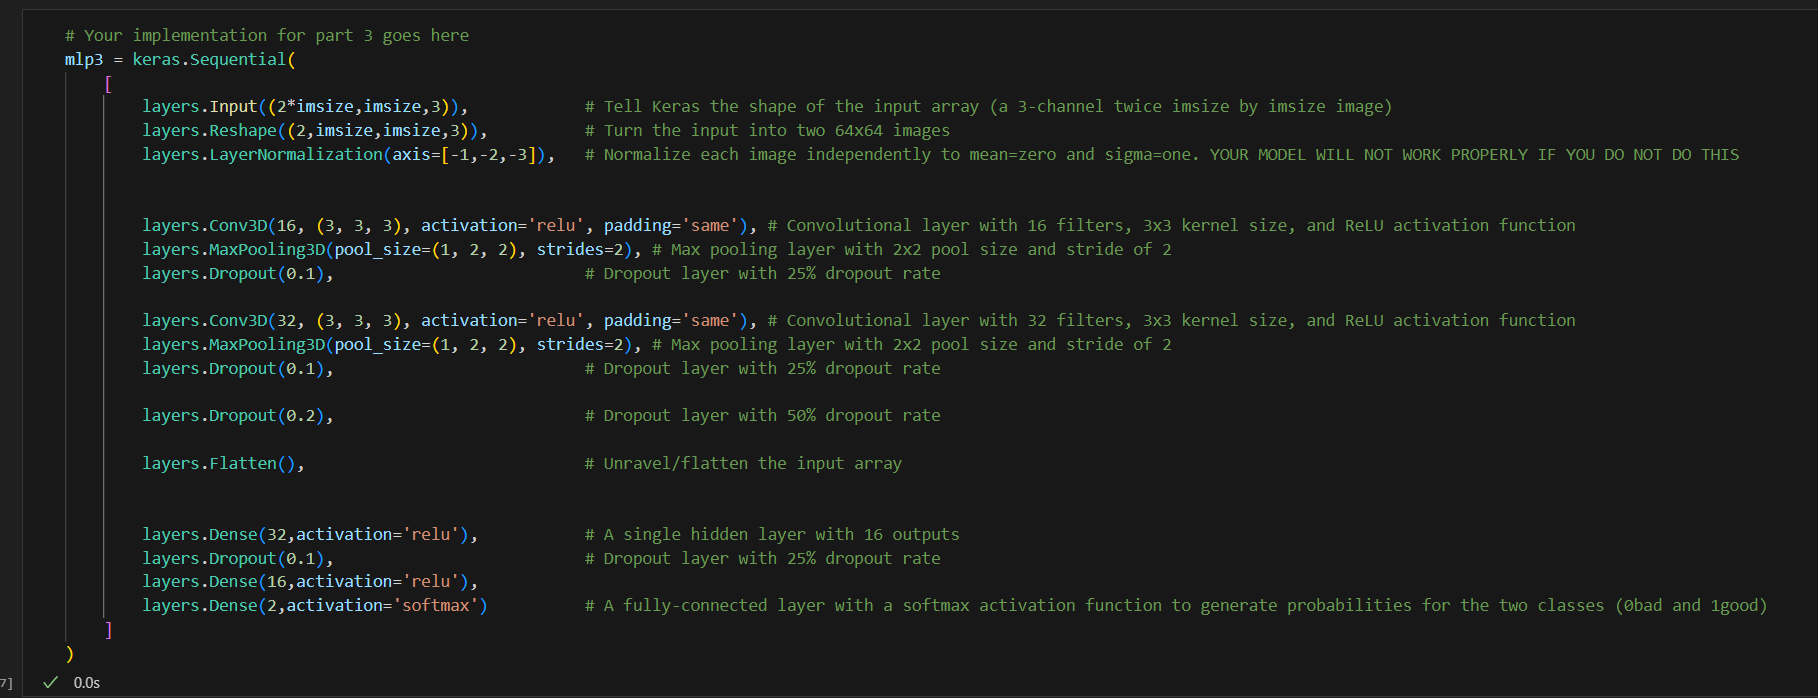 # Your implementation for part 3 goes here
mlp3 = keras.Sequential(
[
layers.Input((2*imsize,imsize,3)), # Tell Keras the shape of the input array (a 3-channel twice imsize by imsize image)
layers.Reshape((2,imsize,imsize,3)), # Turn the input into two 64x64 images
layers.LayerNormalization(axis=[-1,-2,-3]), # Normalize each image independently to mean=zero and sigma=one. YOUR MODEL WILL NOT WORK PROPERLY IF YOU DO NOT DO THIS
layers.Conv3D(16, (3, 3, 3), activation='relu', padding='same'), # Convolutional layer with 16 filters, 3x3 kernel size, and ReLU activation function
layers.MaxPooling3D(pool_size=(1, 2, 2), strides=2), # Max pooling layer with 2x2 pool size and stride of 2
layers.Dropout(0.1), # Dropout layer with 25% dropout rate
layers.Conv3D(32, (3, 3, 3), activation='relu', padding='same'), # Convolutional layer with 32 filters, 3x3 kernel size, and ReLU activation function
layers.MaxPooling3D(pool_size=(1, 2, 2), strides=2), # Max pooling layer with 2x2 pool size and stride of 2
layers.Dropout(0.1), # Dropout layer with 25% dropout rate
layers.Dropout(0.2), # Dropout layer with 50% dropout rate
layers.Flatten(), # Unravel/flatten the input array
layers.Dense(32,activation='relu'), # A single hidden layer with 16 outputs
layers.Dropout(0.1), # Dropout layer with 25% dropout rate
layers.Dense(16,activation='relu'),
layers.Dense(2,activation='softmax') # A fully-connected layer with a softmax activation function to generate probabilities for the two classes (0bad and 1good)
]
)
7] ✓ 0.0s